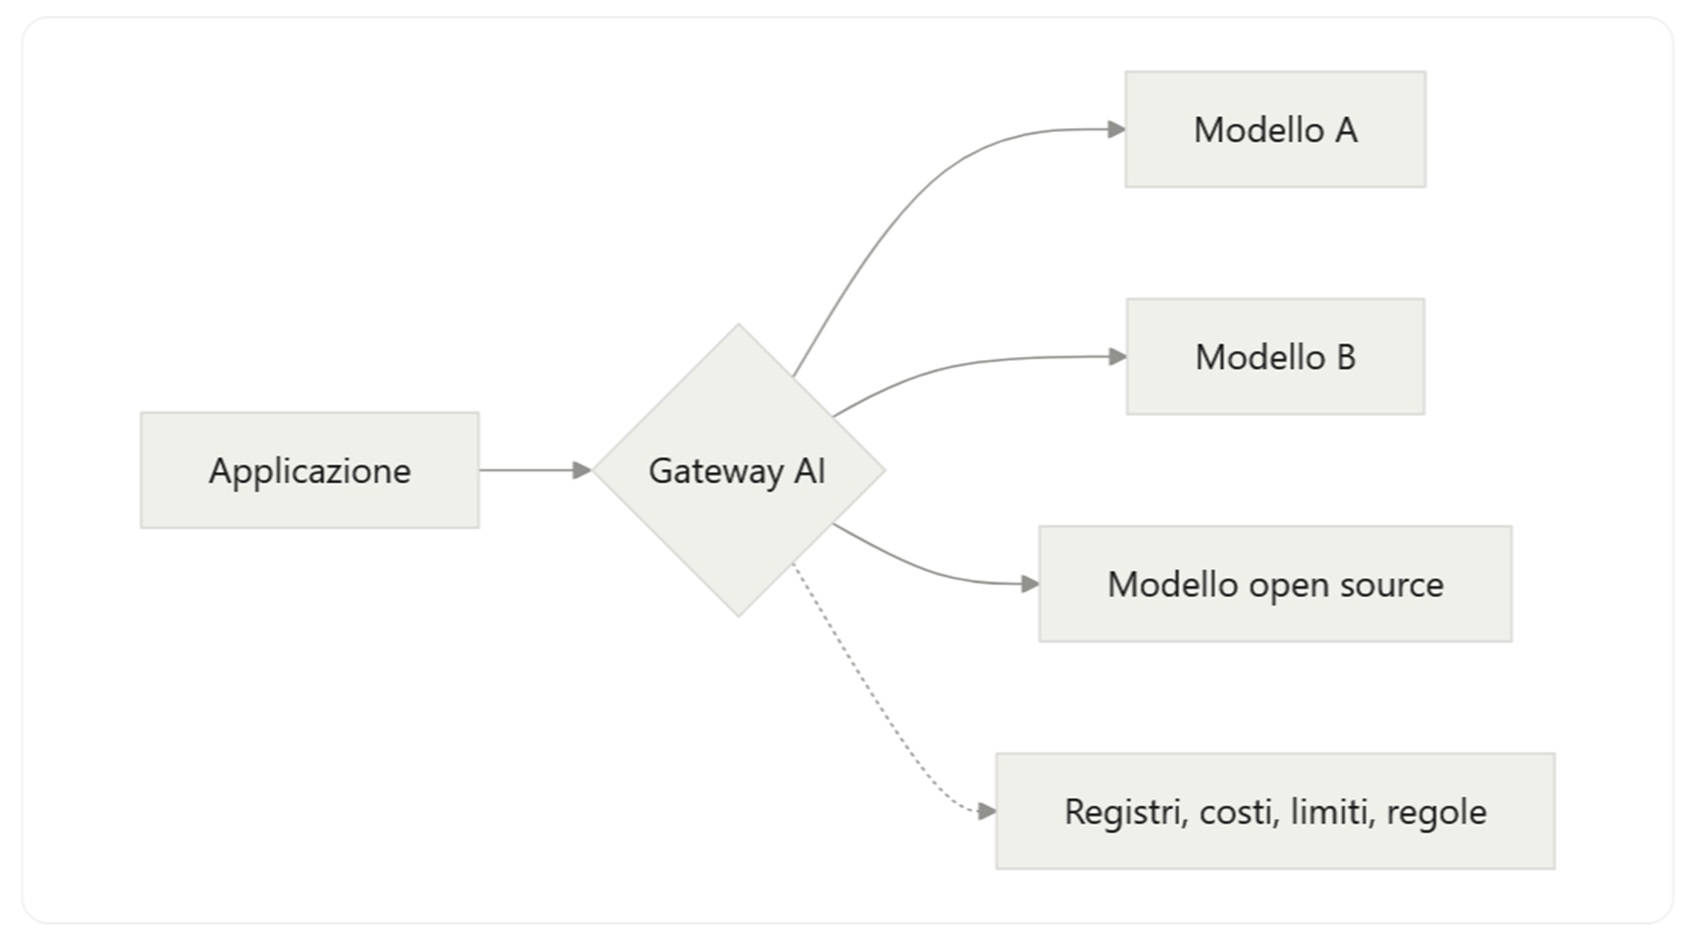 Modello A
Modello B
Applicazione
Gateway AI
Modello open source
Registri, costi, limiti, regole